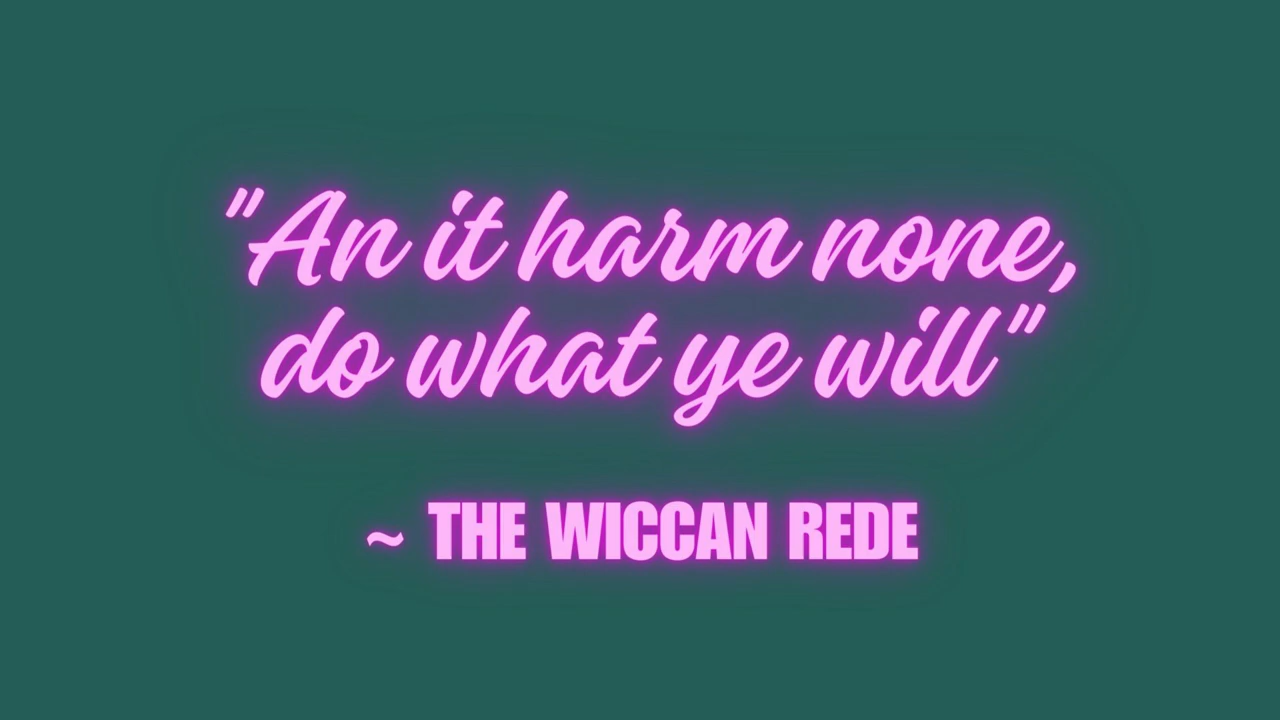 "An it harm none,
do what ye will"
~ THE WICCAN REDE